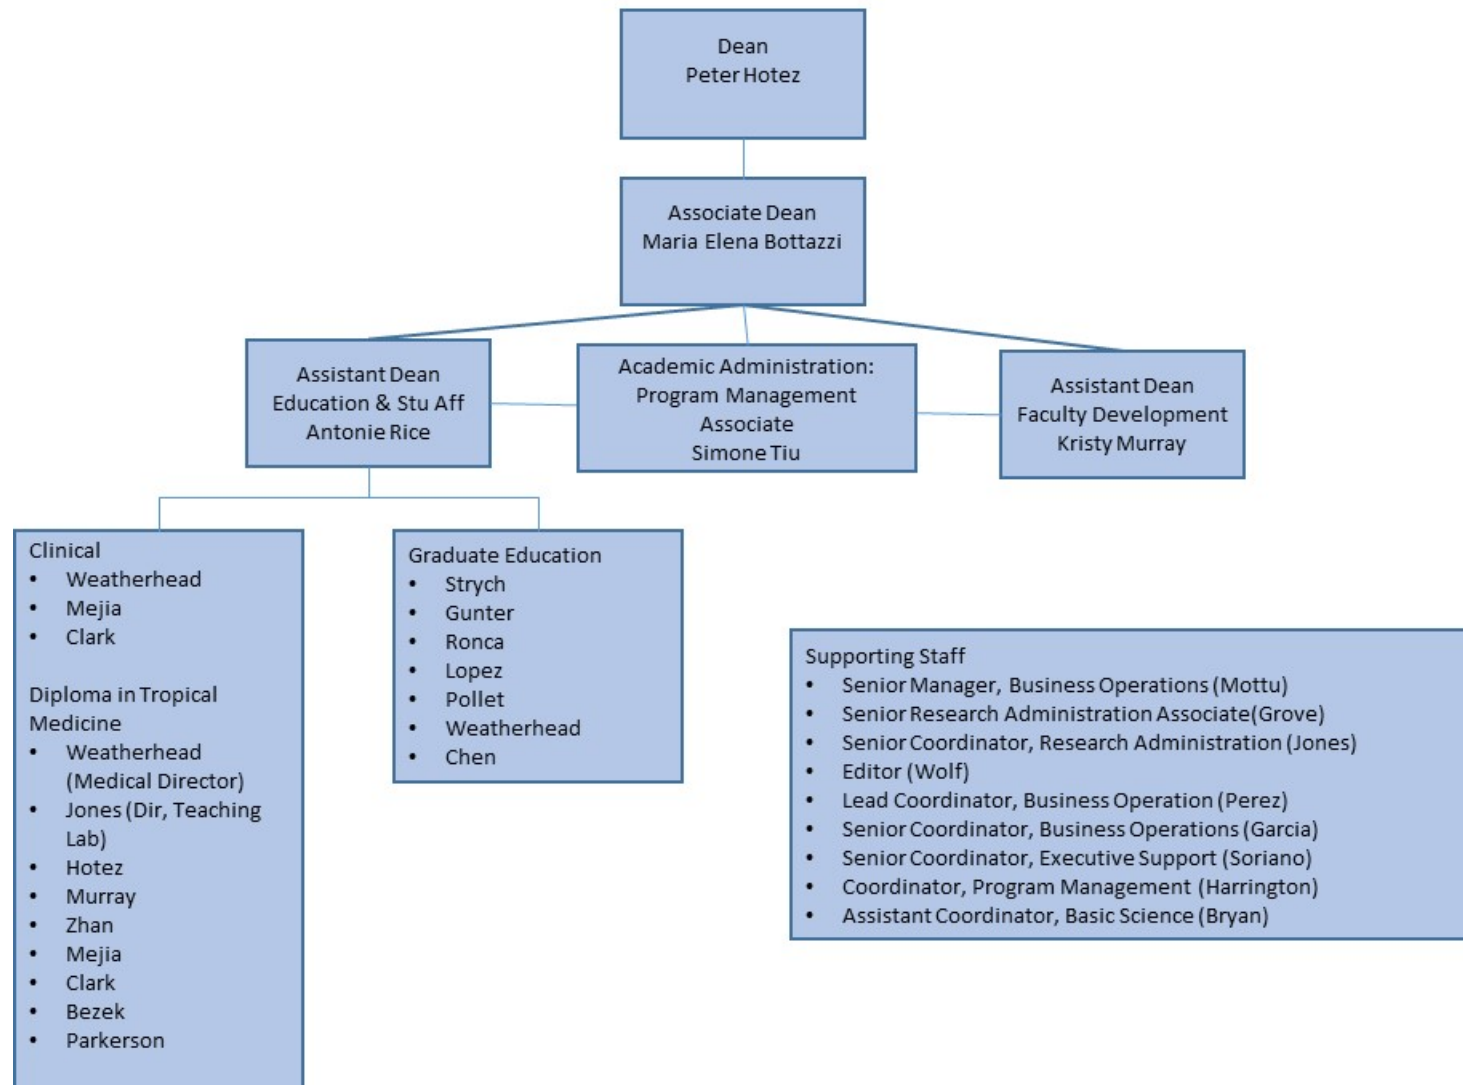 Dean
Peter Hotez
Associate Dean
Maria Elena Bottazzi
Assistant Dean
Education & Stu Aff
Antonie Rice
Academic Administration:
Program Management
Associate
Simone Tiu
Assistant Dean
Faculty Development
Kristy Murray
Clinical
• Weatherhead
• Mejia
• Clark
Diploma in Tropical
Medicine
• Weatherhead
(Medical Director)
• Jones (Dir, Teaching
Lab)
• Hotez
• Murray
• Zhan
• Mejia
• Clark
• Bezek
• Parkerson
Graduate Education
• Strych
• Gunter
• Ronca
• Lopez
• Pollet
• Weatherhead
• Chen
Supporting Staff
• Senior Manager, Business Operations (Mottu)
• Senior Research Administration Associate(Grove)
• Senior Coordinator, Research Administration (Jones)
• Editor (Wolf)
• Lead Coordinator, Business Operation (Perez)
• Senior Coordinator, Business Operations (Garcia)
• Senior Coordinator, Executive Support (Soriano)
• Coordinator, Program Management (Harrington)
• Assistant Coordinator, Basic Science (Bryan)